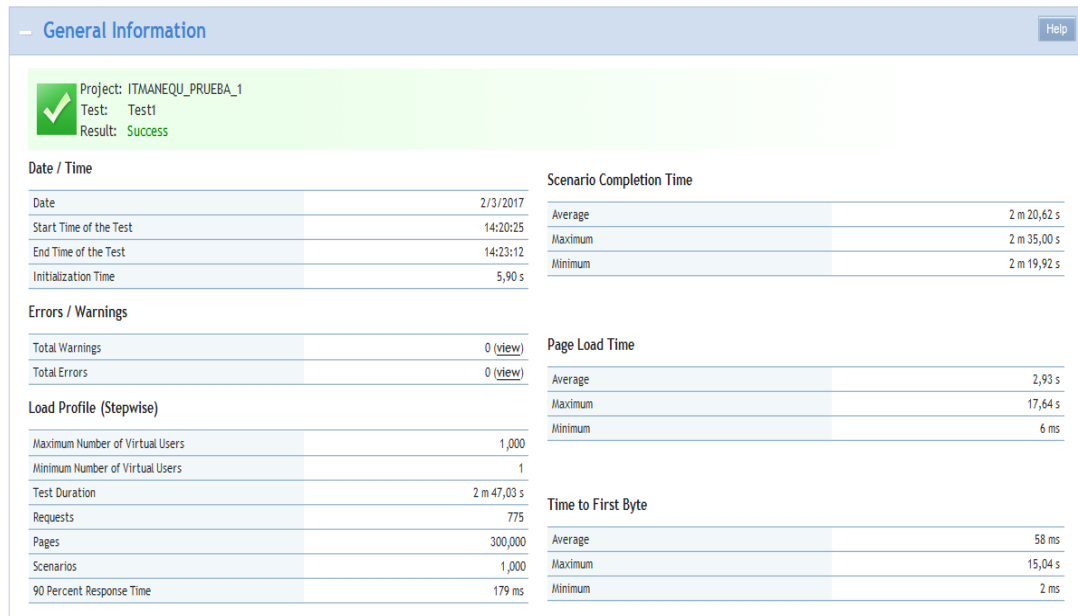 General Information
Help
Project: ITMANEQU_PRUEBA_1
Test: Test1
Result: Success
Date / Time
Date 2/3/2017
Start Time of the Test 14:20:25
End Time of the Test 14:23:12
Initialization Time 5,90 s
Errors / Warnings
Total Warnings 0 (view)
Total Errors 0 (view)
Load Profile (Stepwise)
Maximum Number of Virtual Users 1,000
Minimum Number of Virtual Users 1
Test Duration 2 m 47,03 s
Requests 775
Pages 300,000
Scenarios 1,000
90 Percent Response Time 179 ms
Scenario Completion Time
Average 2 m 20,62 s
Maximum 2 m 35,00 s
Minimum 2 m 19,92 s
Page Load Time
Average 2,93 s
Maximum 17,64 s
Minimum 6 ms
Time to First Byte
Average 58 ms
Maximum 15,04 s
Minimum 2 ms